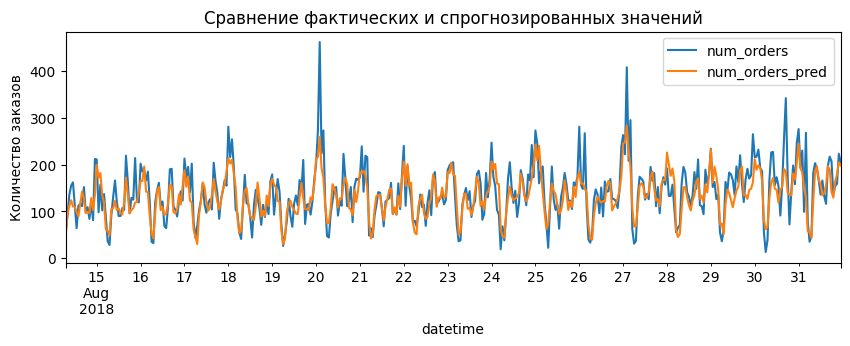 Сравнение фактических и спрогнозированных значений
num_orders
num_orders_pred
Количество заказов
400
300
200
100
0
15 16 17 18 19 20 21 22 23 24 25 26 27 28 29 30 31
Aug
2018
datetime